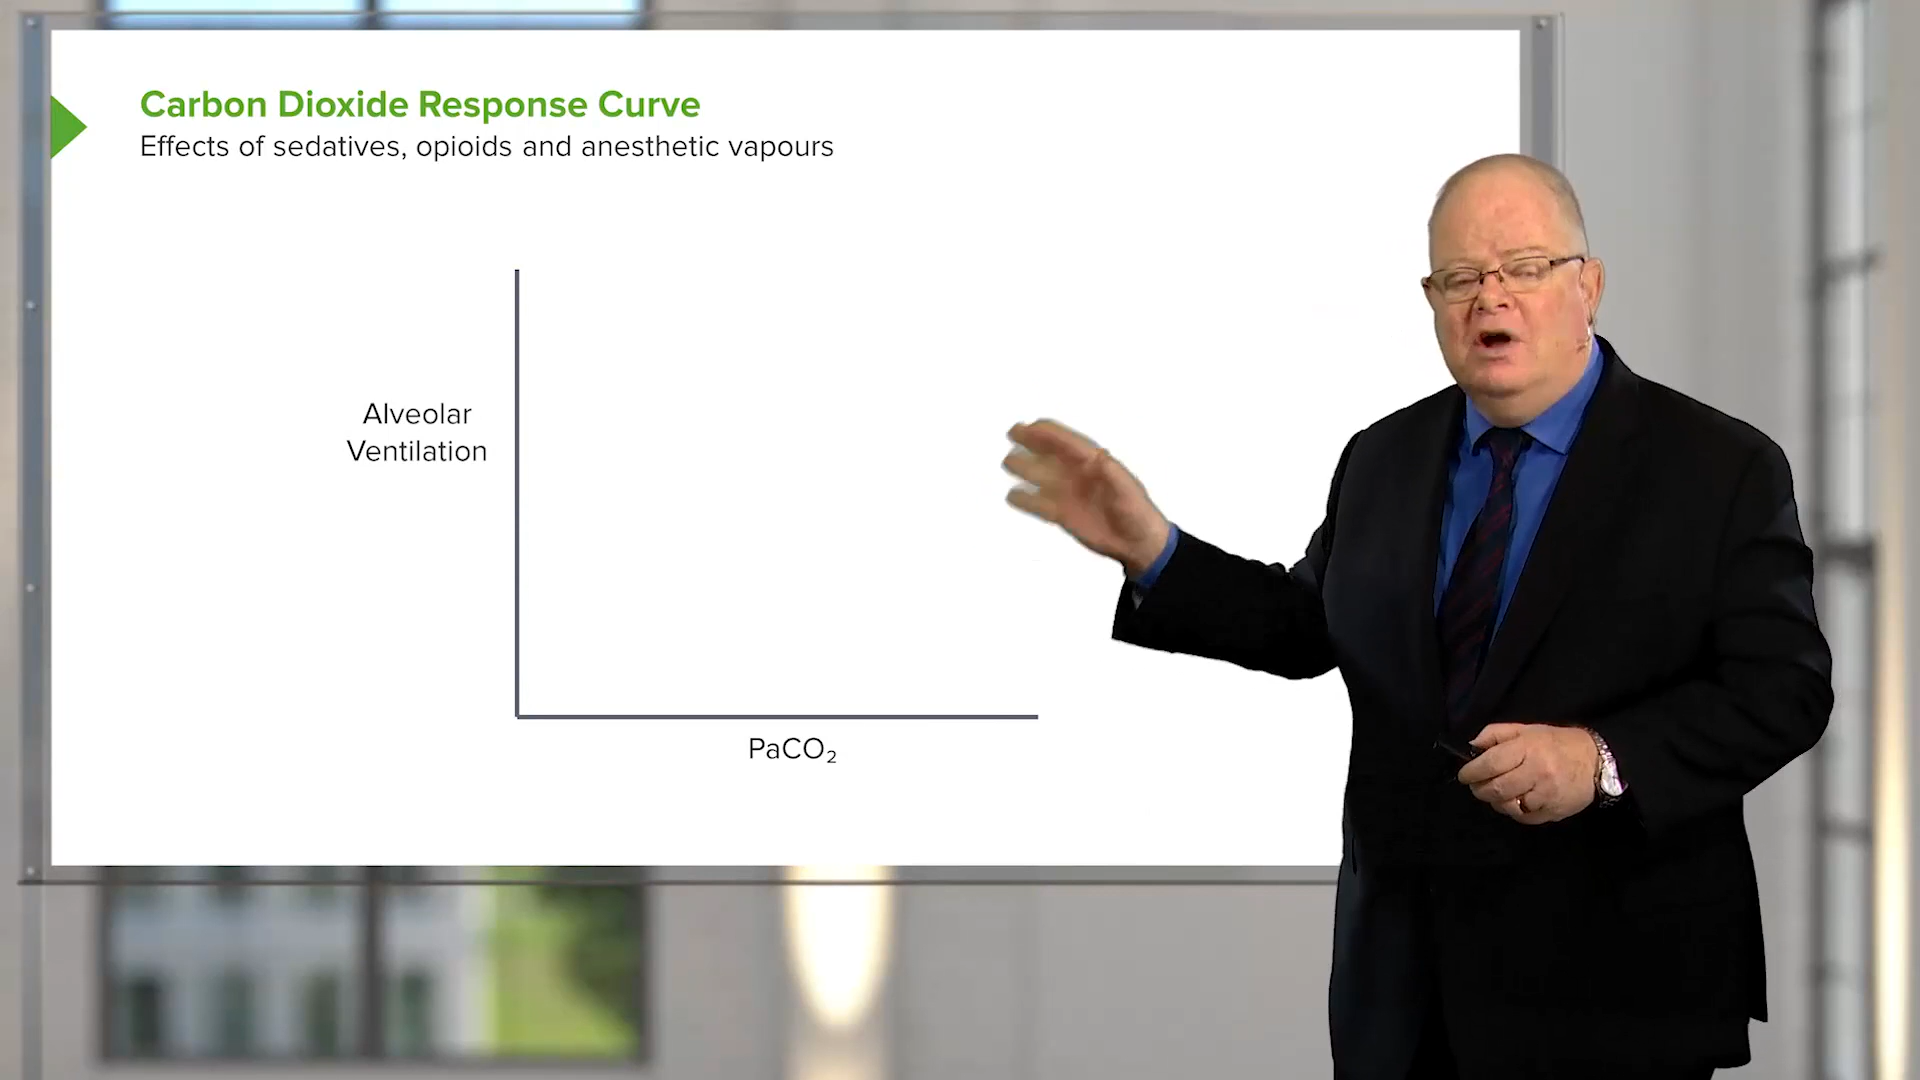 Carbon Dioxide Response Curve
Effects of sedatives, opioids and anesthetic vapours
Alveolar
Ventilation
PaCO₂